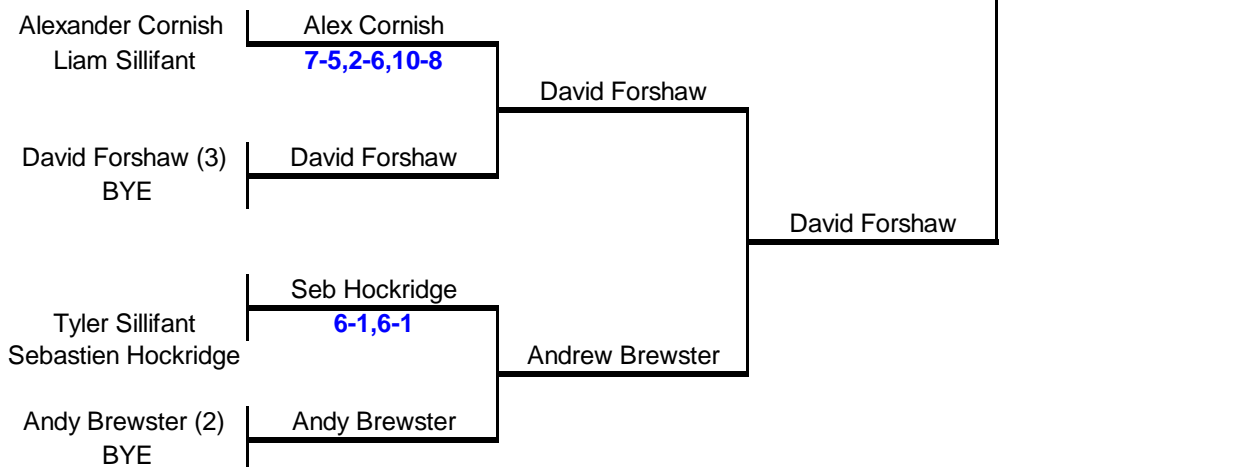 Alexander Cornish
Alex Cornish
Liam Sillifant
7-5,2-6,10-8
David Forshaw
David Forshaw (3)
David Forshaw
BYE
David Forshaw
Seb Hockridge
Tyler Sillifant
6-1,6-1
Sebastien Hockridge
Andrew Brewster
Andy Brewster (2)
Andy Brewster
BYE